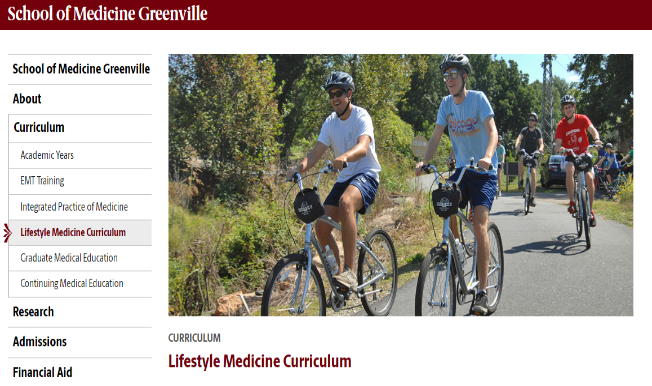 School of Medicine Greenville
School of Medicine Greenville
About
Curriculum
Academic Years
EMT Training
Integrated Practice of Medicine
Lifestyle Medicine Curriculum
Graduate Medical Education
Continuing Medical Education
Research
Admissions
Financial Aid
CURRICULUM
Lifestyle Medicine Curriculum